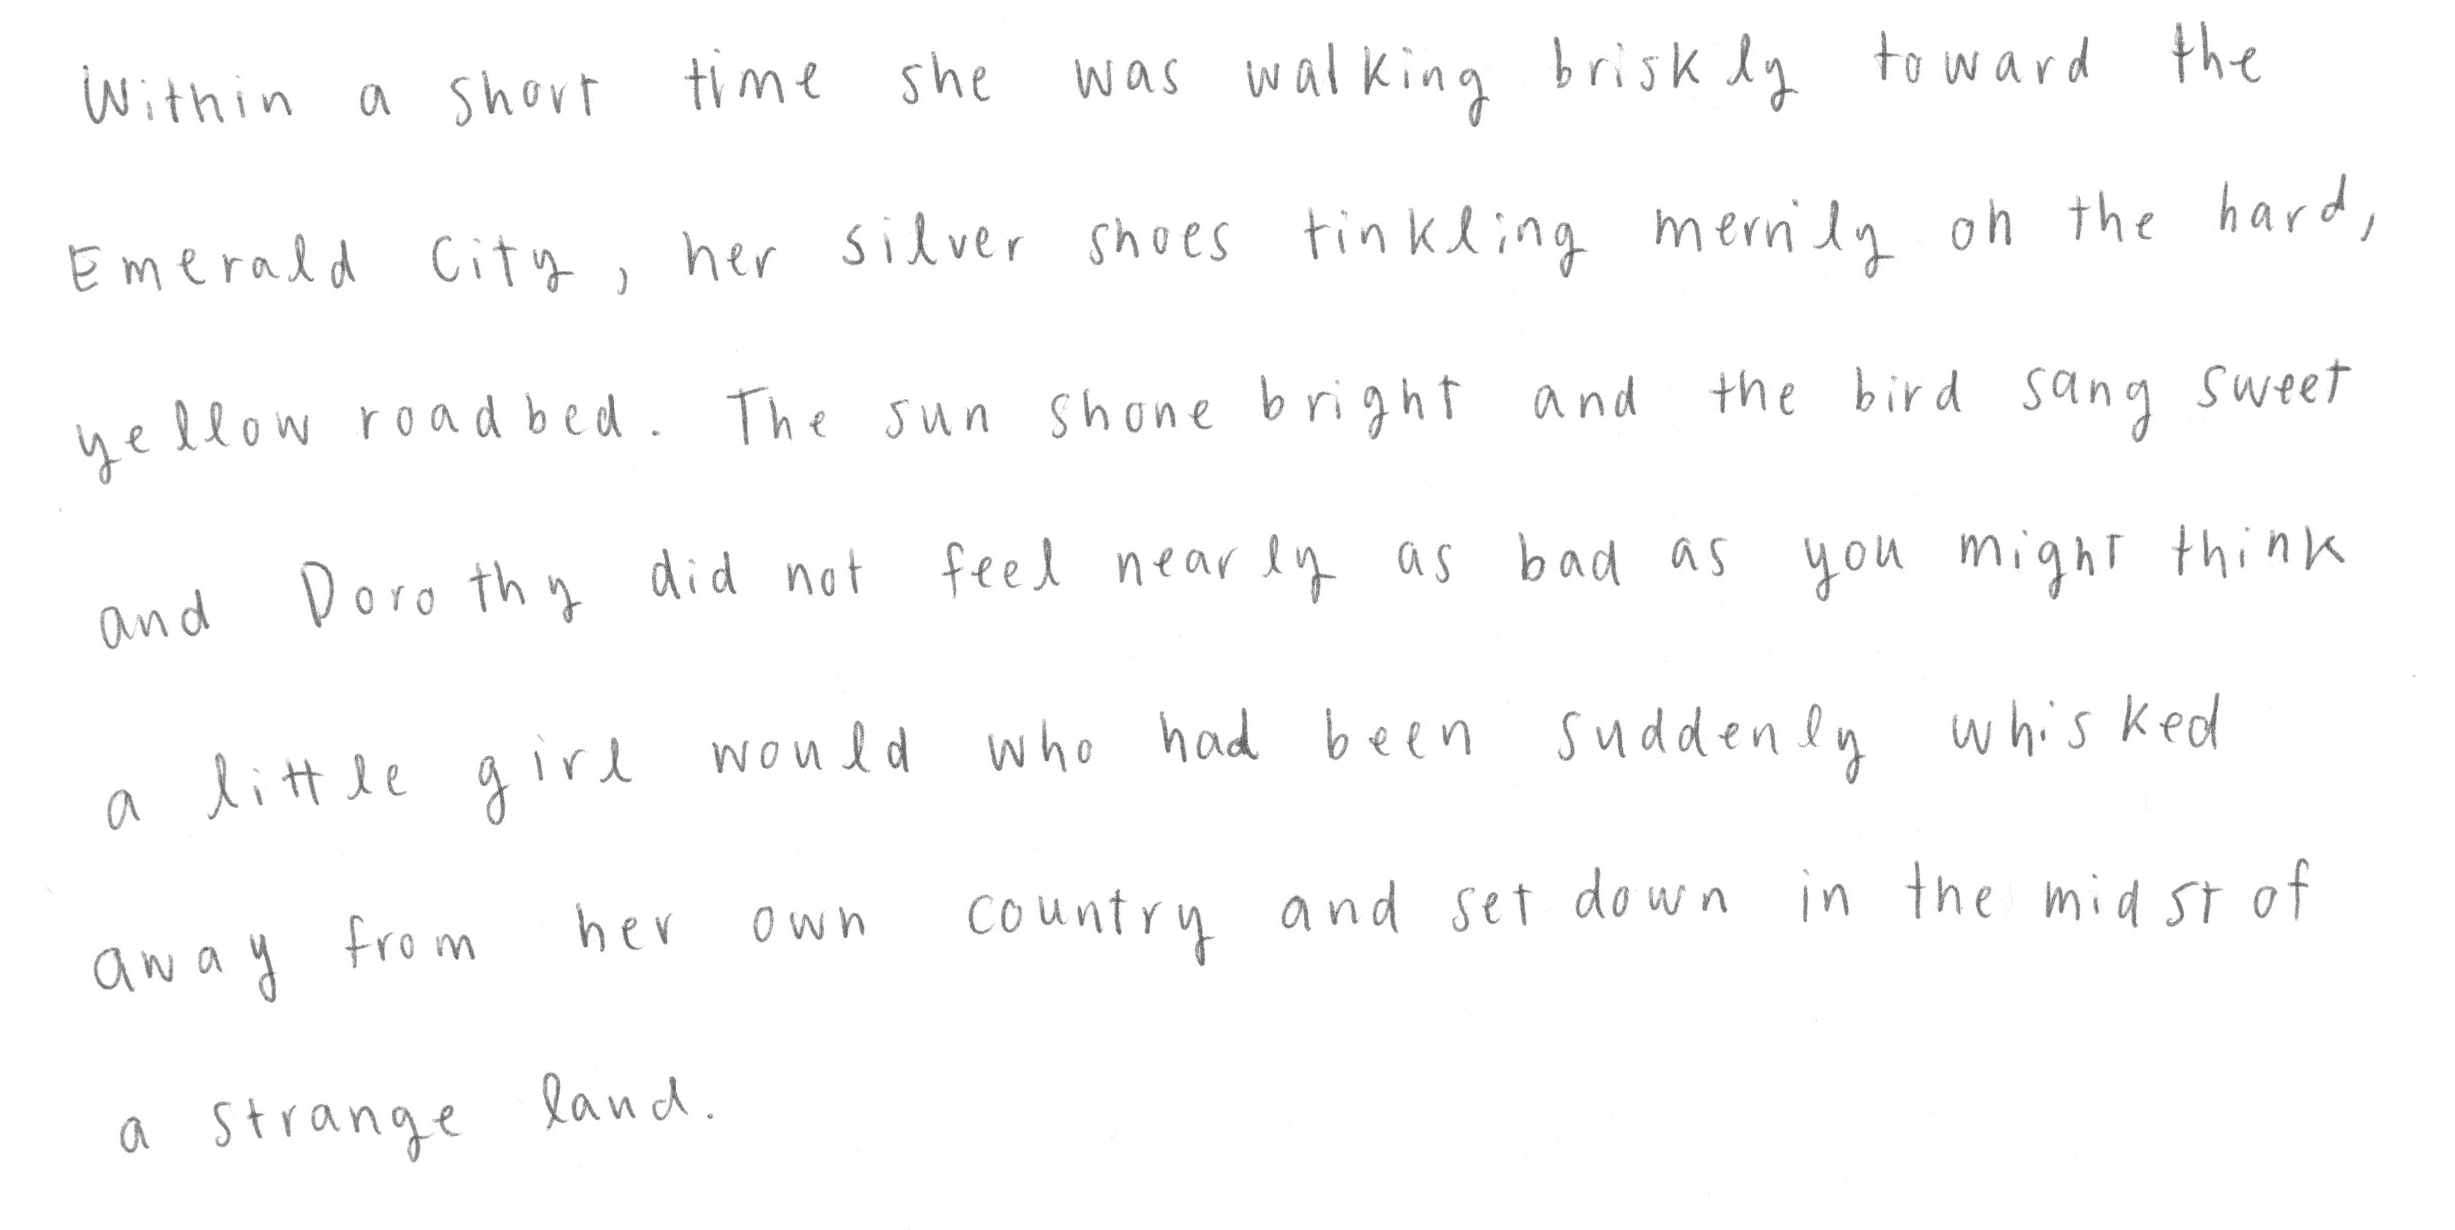 Within a short time she was walking briskly toward the
Emerald City, her silver shoes tinkling merrily on the hard,
yellow roadbed. The sun shone bright and the bird sang sweet
and Dorothy did not feel nearly as bad as you might think
a little girl would who had been suddenly whisked
away from her own country and set down in the midst of
a strange land.